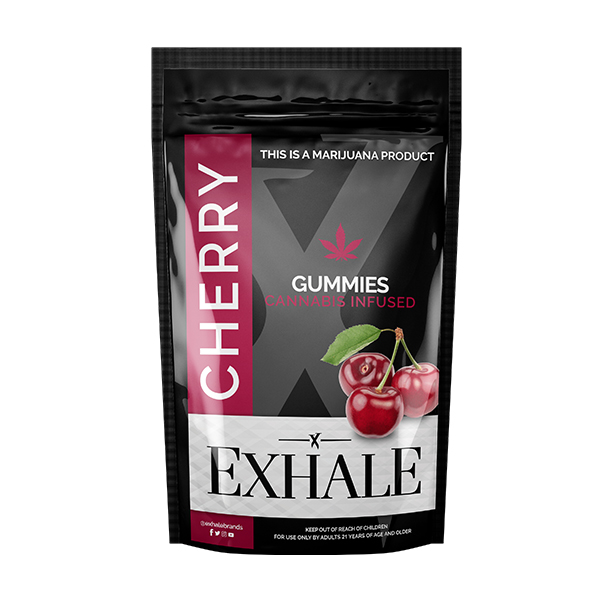 THIS IS A MARIJUANA PRODUCT
CHERRY
GUMMIES
CANNABIS INFUSED
X
EXHALE
@exhalebrands
KEEP OUT OF REACH OF CHILDREN
FOR USE ONLY BY ADULTS 21 YEARS OF AGE AND OLDER